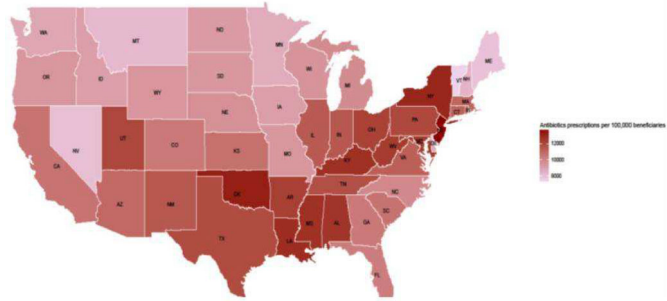 WA
MT
ND
MN
ME
VT
NH
OR
ID
SD
WI
MI
NY
WY
MA
CT
RI
IA
NE
PA
NV
UT
IL
IN
OH
CO
KS
MO
WV
VA
KY
CA
NC
TN
OK
AR
AZ
NM
SC
MS
AL
GA
TX
LA
FL
Antibiotics prescriptions per 100,000 beneficiaries
12000
10000
8000